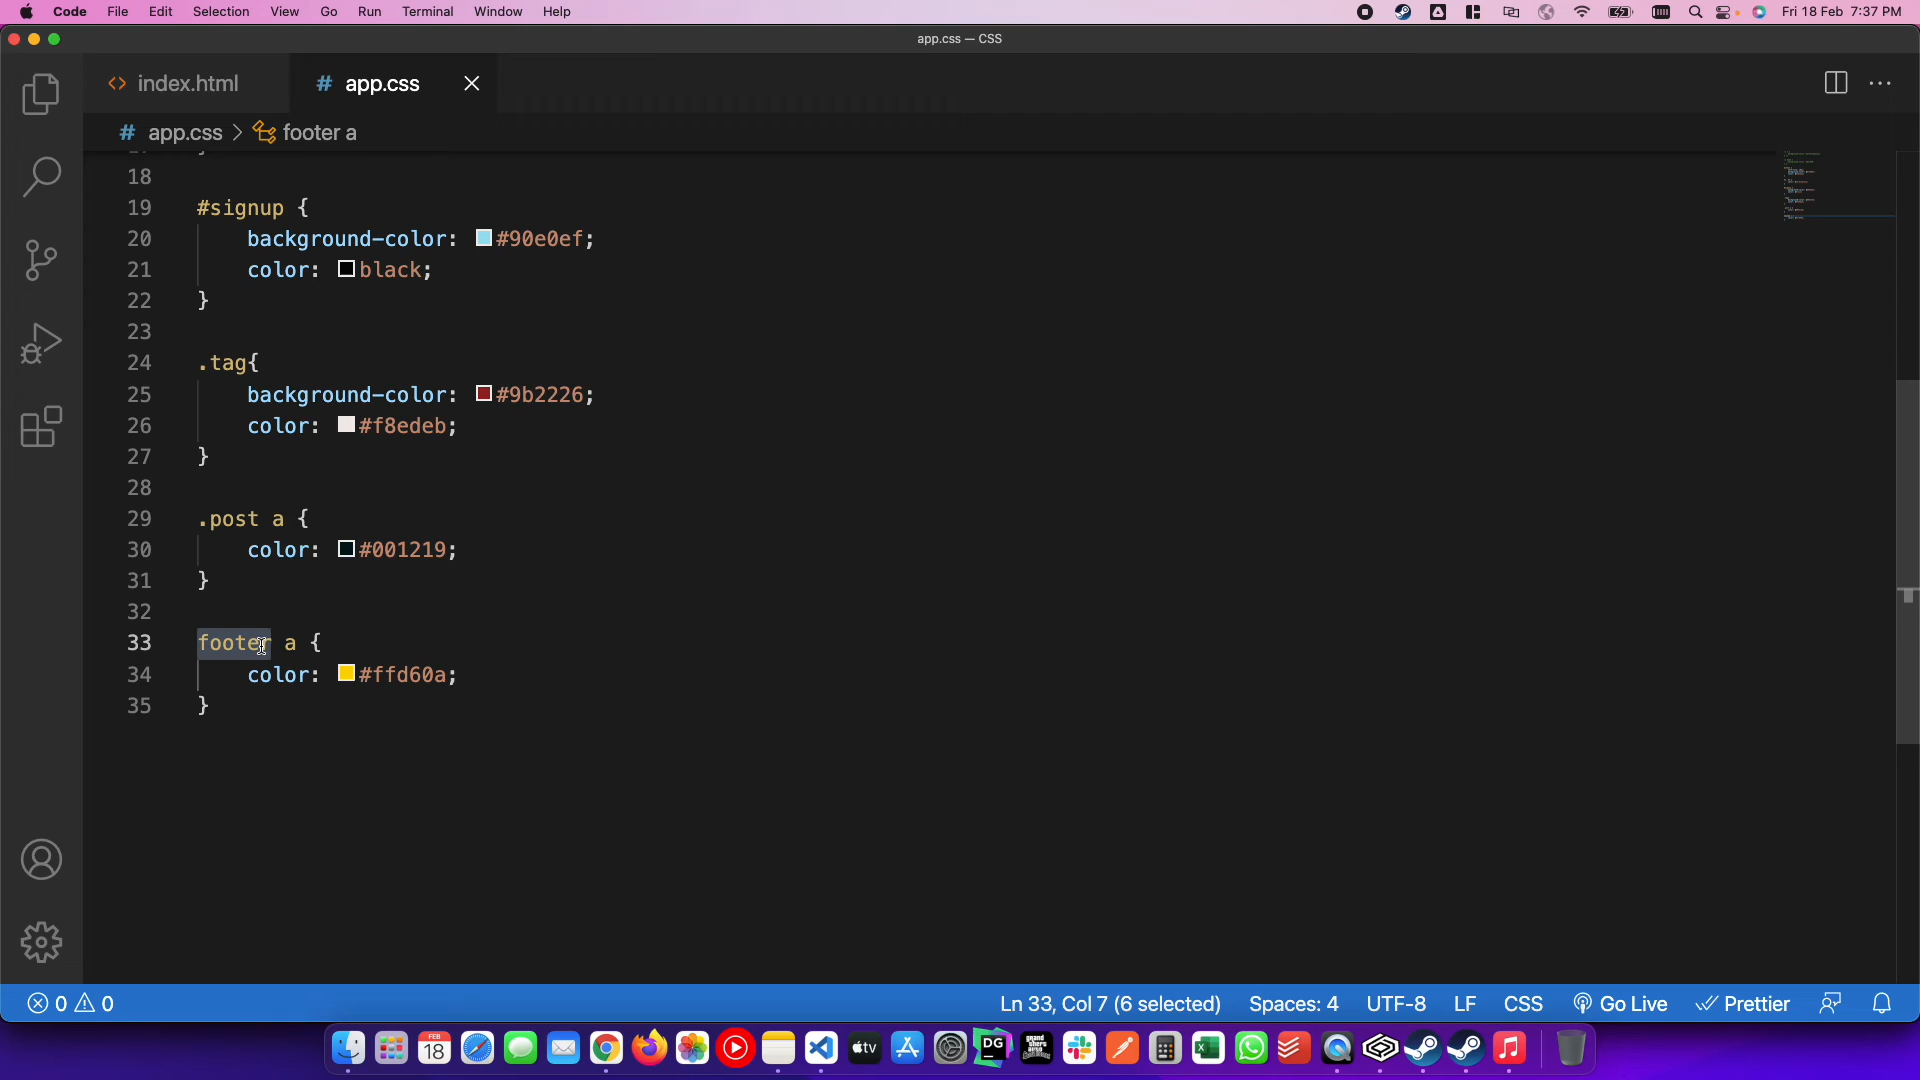 Code File Edit Selection View Go Run Terminal Window Help Fri 18 Feb 7:37 PM
app.css — CSS
<> index.html # app.css
# app.css > footer a
18
19 #signup {
20 background-color: #90e0ef;
21 color: black;
22 }
23
24 .tag{
25 background-color: #9b2226;
26 color: #f8edeb;
27 }
28
29 .post a {
30 color: #001219;
31 }
32
33 footer a {
34 color: #ffd60a;
35 }
0 0 Ln 33, Col 7 (6 selected) Spaces: 4 UTF-8 LF CSS Go Live Prettier
FEB
18
tv
DG